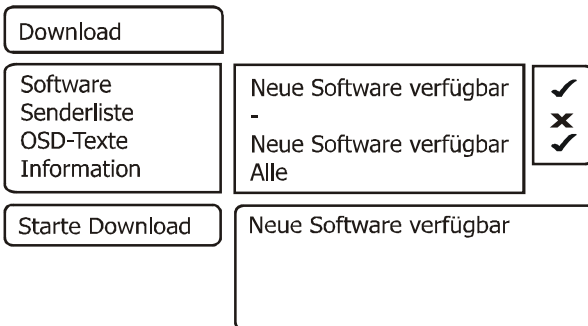 Download
Software Neue Software verfügbar ✓
Senderliste - ✗
OSD-Texte Neue Software verfügbar ✓
Information Alle
Starte Download Neue Software verfügbar